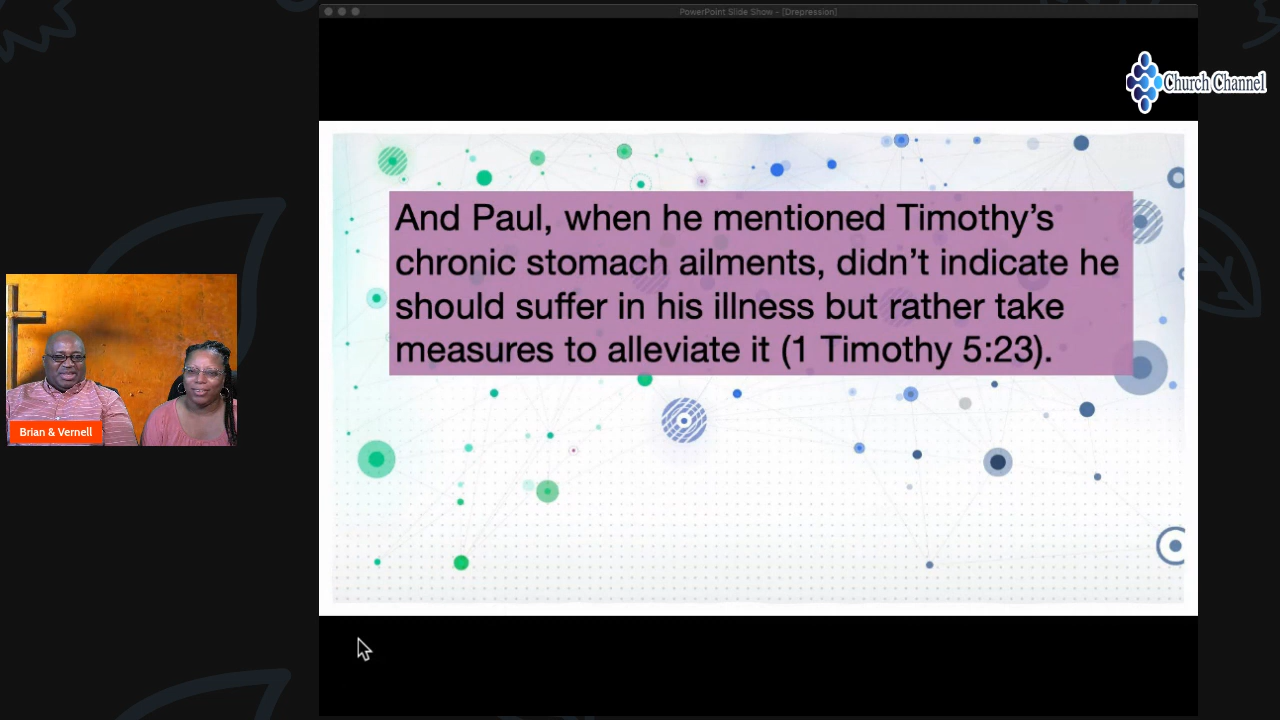 PowerPoint Slide Show - [Drepression]
Church Channel
And Paul, when he mentioned Timothy’s
chronic stomach ailments, didn’t indicate he
should suffer in his illness but rather take
measures to alleviate it (1 Timothy 5:23).
Brian & Vernell